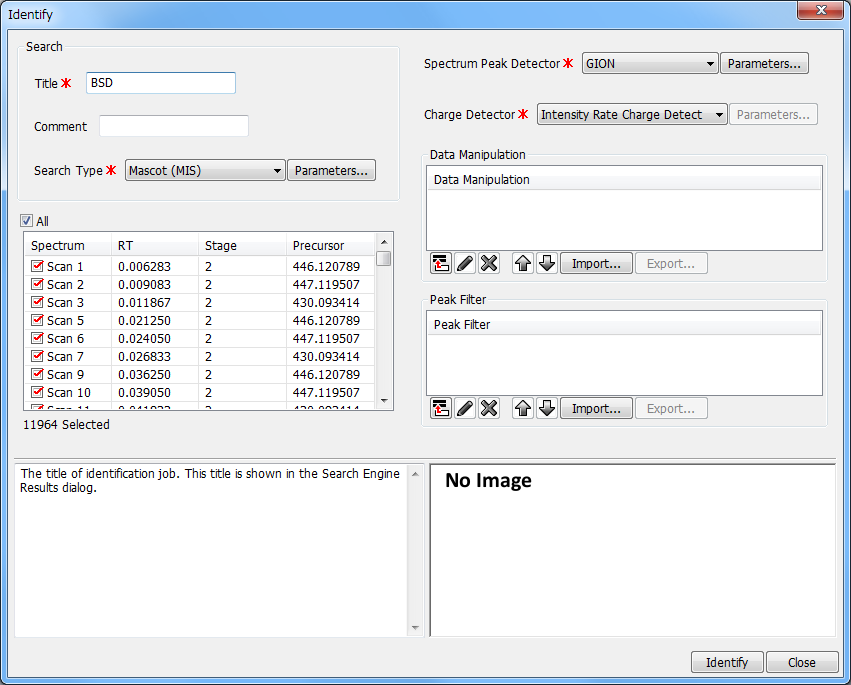 Identify
Search
Title
BSD
Comment
Search Type
Mascot (MIS)
Parameters...
Spectrum Peak Detector
GION
Parameters...
Charge Detector
Intensity Rate Charge Detect
Parameters...
All
Spectrum RT Stage Precursor
Scan 1 0.006283 2 446.120789
Scan 2 0.009083 2 447.119507
Scan 3 0.011867 2 430.093414
Scan 5 0.021250 2 446.120789
Scan 6 0.024050 2 447.119507
Scan 7 0.026833 2 430.093414
Scan 9 0.036250 2 446.120789
Scan 10 0.039050 2 447.119507
11964 Selected
Data Manipulation
Data Manipulation
Import...
Export...
Peak Filter
Peak Filter
Import...
Export...
The title of identification job. This title is shown in the Search Engine
Results dialog.
No Image
Identify
Close